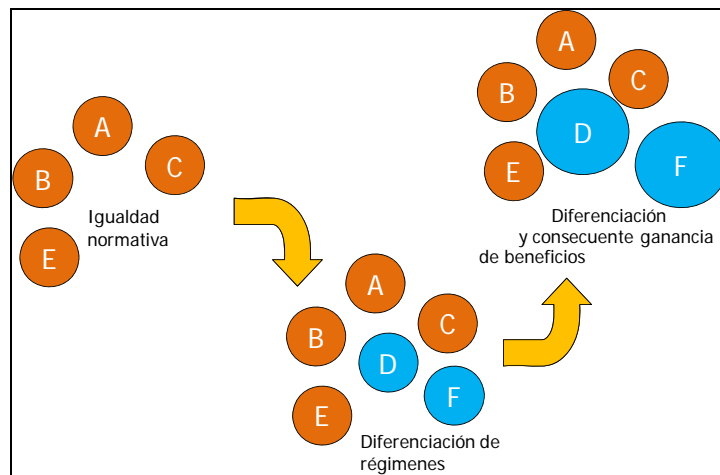 A
B
C
E
Igualdad
normativa
A
B
C
D
E
F
Diferenciación de
régimenes
A
B
C
D
E
F
Diferenciación
y consecuente ganancia
de beneficios